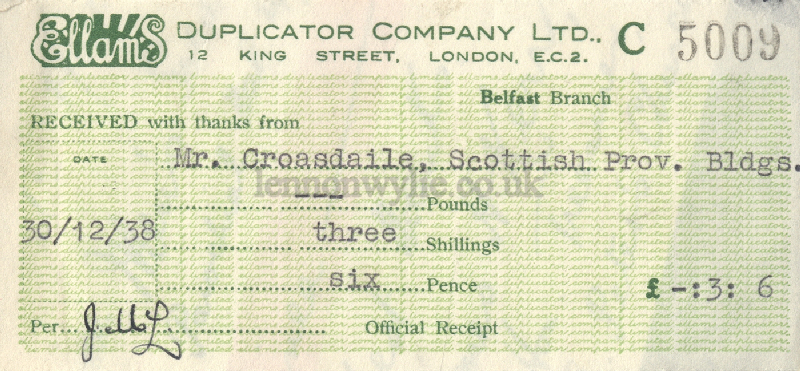 Ellam's DUPLICATOR COMPANY LTD., C 5009
12 KING STREET, LONDON, E.C.2.
Belfast Branch
RECEIVED with thanks from
DATE Mr. Croasdaile, Scottish Prov. Bldgs.
lennonwylie.co.uk
--- Pounds
30/12/38 three Shillings
six Pence £ -:3: 6
Per Official Receipt